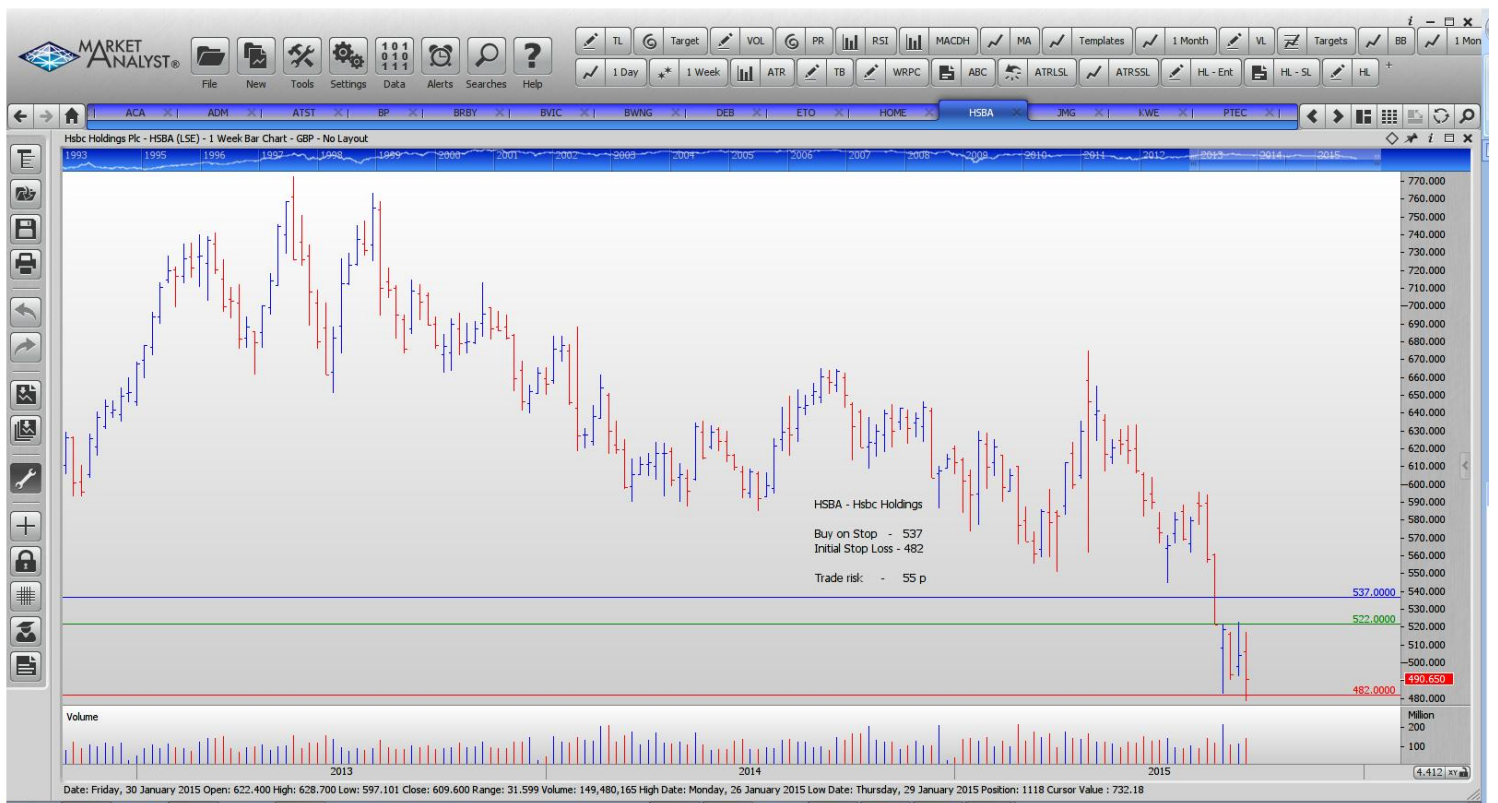 MARKET
ANALYST®
File New Tools Settings Data Alerts Searches Help
TL Target VOL PR RSI MACDH MA Templates 1 Month VL Targets BB 1 Mon
1 Day 1 Week ATR TB WRPC ABC ATRLSL ATRSSL HL - Ent HL - SL HL
ACA ADM ATST BP BRBY BVIC BWNG DEB ETO HOME HSBA JMG KWE PTEC
Hsbc Holdings Plc - HSBA (LSE) - 1 Week Bar Chart - GBP - No Layout
1993 1995 1996 1997 1998 1999 2000 2001 2002 2003 2004 2005 2006 2007 2008 2009 2010 2011 2012 2013 2014 2015
770.000
760.000
750.000
740.000
730.000
720.000
710.000
700.000
690.000
680.000
670.000
660.000
650.000
640.000
630.000
620.000
610.000
600.000
590.000
580.000
570.000
560.000
550.000
540.000
530.000
520.000
510.000
500.000
490.650
480.000
HSBA - Hsbc Holdings
Buy on Stop - 537
Initial Stop Loss - 482
Trade risk - 55 p
537.0000
522.0000
482.0000
Volume
Million
200
100
2013 2014 2015
4.412 XY
Date: Friday, 30 January 2015 Open: 622.400 High: 628.700 Low: 597.101 Close: 609.600 Range: 31.599 Volume: 149,480,165 High Date: Monday, 26 January 2015 Low Date: Thursday, 29 January 2015 Position: 1118 Cursor Value : 732.18